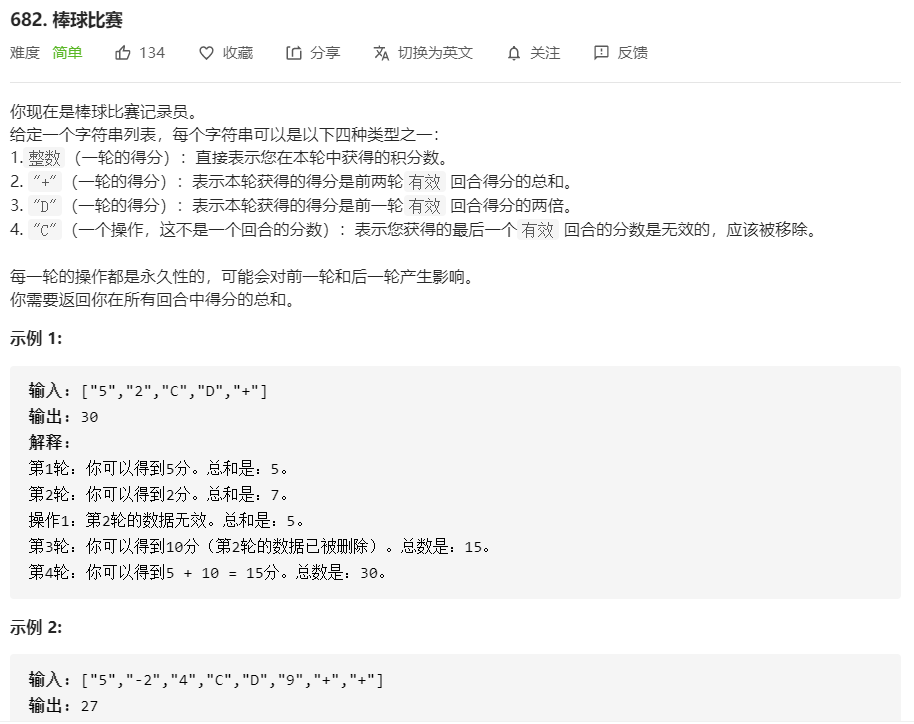 682. 棒球比赛
难度 简单 134 收藏 分享 切换为英文 关注 反馈
你现在是棒球比赛记录员。
给定一个字符串列表，每个字符串可以是以下四种类型之一：
1. 整数 （一轮的得分）：直接表示您在本轮中获得的积分数。
2. "+" （一轮的得分）：表示本轮获得的得分是前两轮 有效 回合得分的总和。
3. "D" （一轮的得分）：表示本轮获得的得分是前一轮 有效 回合得分的两倍。
4. "C" （一个操作，这不是一个回合的分数）：表示您获得的最后一个 有效 回合的分数是无效的，应该被移除。
每一轮的操作都是永久性的，可能会对前一轮和后一轮产生影响。
你需要返回你在所有回合中得分的总和。
示例 1:
输入: ["5","2","C","D","+"]
输出: 30
解释:
第1轮：你可以得到5分。总和是：5。
第2轮：你可以得到2分。总和是：7。
操作1：第2轮的数据无效。总和是：5。
第3轮：你可以得到10分（第2轮的数据已被删除）。总数是：15。
第4轮：你可以得到5 + 10 = 15分。总数是：30。
示例 2:
输入: ["5","-2","4","C","D","9","+","+"]
输出: 27